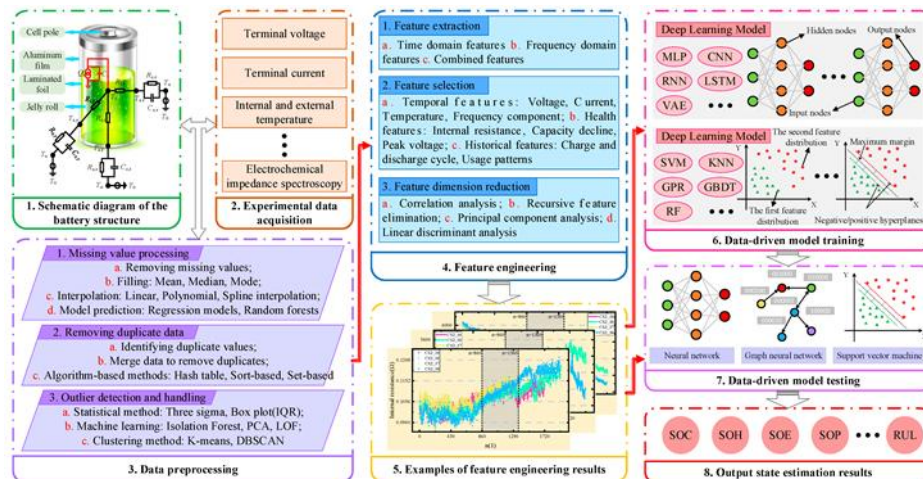 Cell pole
Aluminum
film
Laminated
foil
Jelly roll
1. Schematic diagram of the
battery structure
Terminal voltage
Terminal current
Internal and external
temperature
Electrochemical
impedance spectroscopy
2. Experimental data
acquisition
1. Missing value processing
a. Removing missing values;
b. Filling: Mean, Median, Mode;
c. Interpolation: Linear, Polynomial, Spline interpolation;
d. Model prediction: Regression models, Random forests
2. Removing duplicate data
a. Identifying duplicate values;
b. Merge data to remove duplicates;
c. Algorithm-based methods: Hash table, Sort-based, Set-based
3. Outlier detection and handling
a. Statistical method: Three sigma, Box plot(IQR);
b. Machine learning: Isolation Forest, PCA, LOF;
c. Clustering method: K-means, DBSCAN
3. Data preprocessing
1. Feature extraction
a. Time domain features b. Frequency domain
features c. Combined features
2. Feature selection
a. Temporal features: Voltage, Current,
Temperature, Frequency component; b. Health
features: Internal resistance, Capacity decline,
Peak voltage; c. Historical features: Charge and
discharge cycle, Usage patterns
3. Feature dimension reduction
a. Correlation analysis; b. Recursive feature
elimination; c. Principal component analysis; d.
Linear discriminant analysis
4. Feature engineering
0 430 860 1290 1720
5. Examples of feature engineering results
Deep Learning Model
Hidden nodes
Output nodes
MLP CNN
RNN LSTM
VAE
Input nodes
Deep Learning Model
The second feature
distribution
Maximum margin
Y
Y
SVM KNN
GPR GBDT
RF
X
X
The first feature
distribution
Negative/positive hyperplanes
6. Data-driven model training
Y
X
Neural network
Graph neural network
Support vector machine
7. Data-driven model testing
SOC SOH SOE SOP RUL
8. Output state estimation results